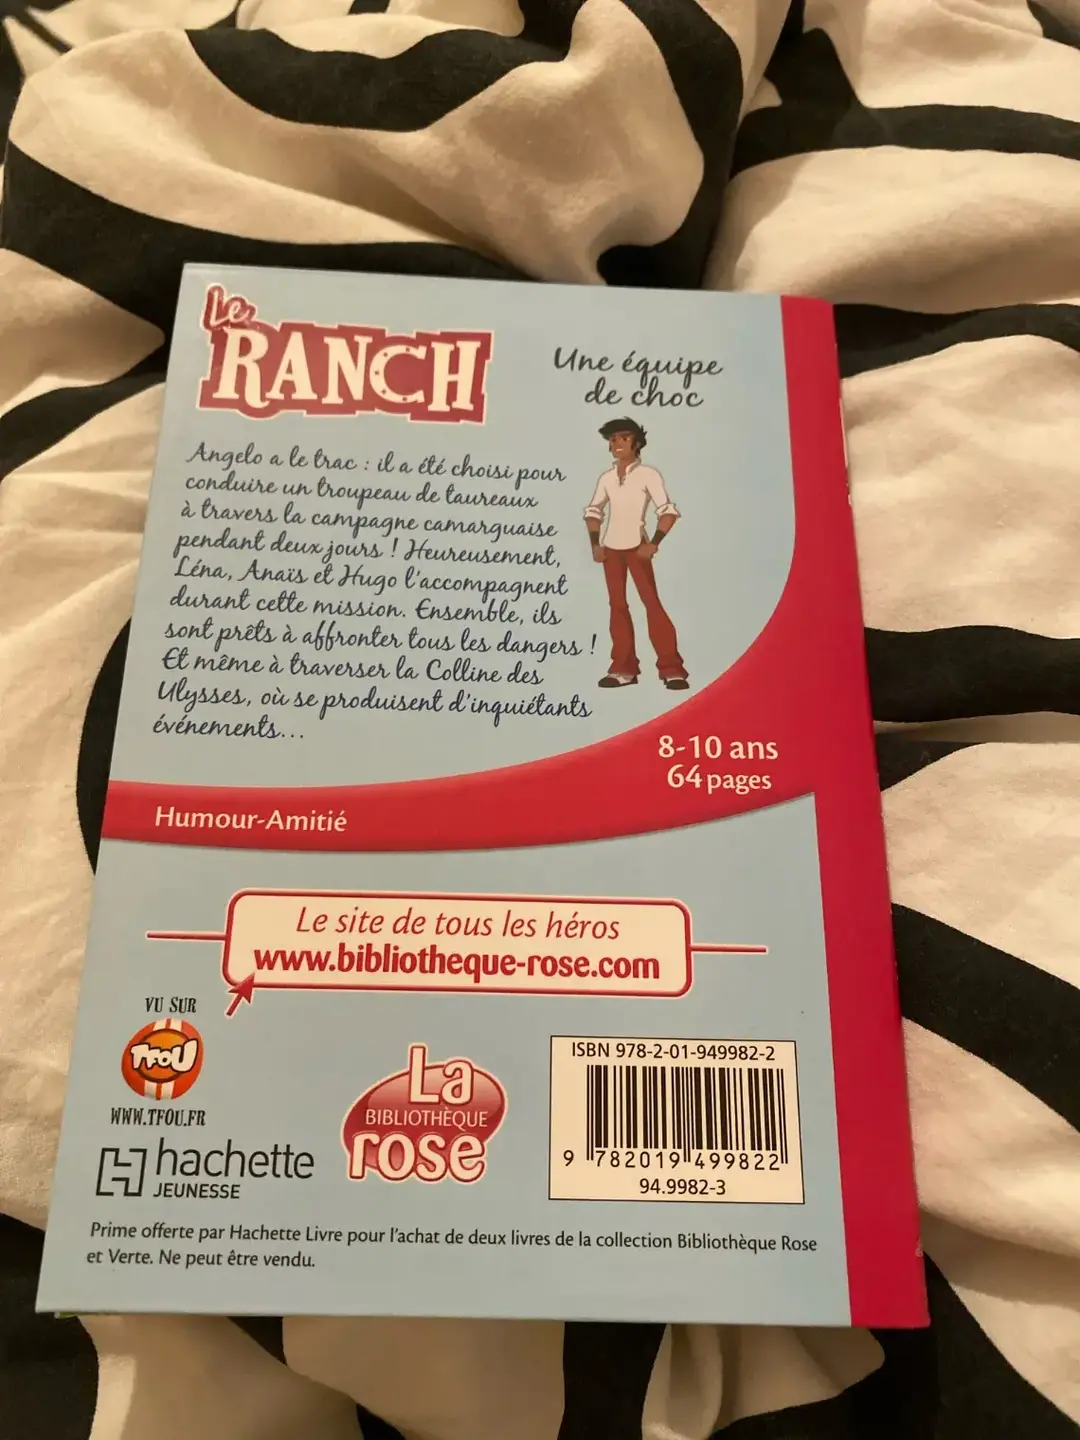 Le
RANCH
Une équipe
de choc
Angelo a le trac : il a été choisi pour
conduire un troupeau de taureaux
à travers la campagne camarguaise
pendant deux jours ! Heureusement,
Léna, Anaïs et Hugo l'accompagnent
durant cette mission. Ensemble, ils
sont prêts à affronter tous les dangers !
Et même à traverser la Colline des
Ulysses, où se produisent d'inquiétants
événements...
8-10 ans
64 pages
Humour-Amitié
Le site de tous les héros
www.bibliotheque-rose.com
VU SUR
TFOU
WWW.TFOU.FR
hachette
JEUNESSE
La
BIBLIOTHÈQUE
rose
ISBN 978-2-01-949982-2
9 782019 499822
94.9982-3
Prime offerte par Hachette Livre pour l'achat de deux livres de la collection Bibliothèque Rose
et Verte. Ne peut être vendu.